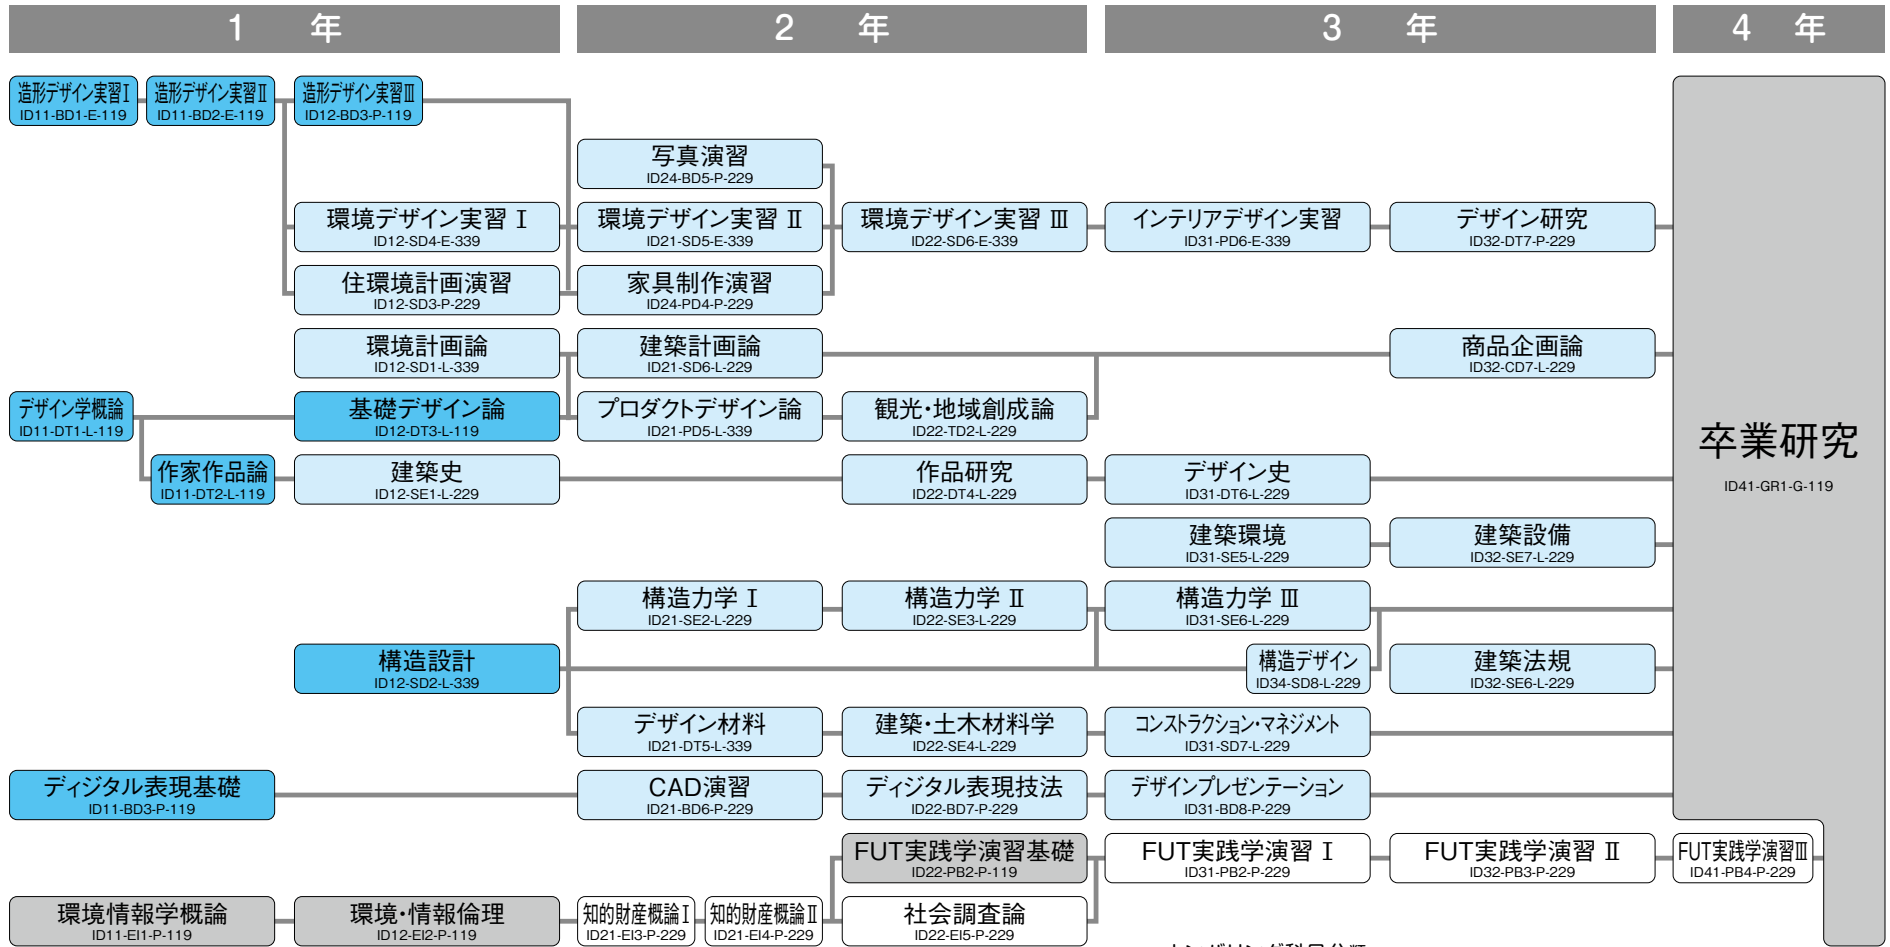 1 年
2 年
3 年
4 年
造形デザイン実習Ⅰ
ID11-BD1-E-119
造形デザイン実習Ⅱ
ID11-BD2-E-119
造形デザイン実習Ⅲ
ID12-BD3-P-119
写真演習
ID24-BD5-P-229
環境デザイン実習 Ⅰ
ID12-SD4-E-339
環境デザイン実習 Ⅱ
ID21-SD5-E-339
環境デザイン実習 Ⅲ
ID22-SD6-E-339
インテリアデザイン実習
ID31-PD6-E-339
デザイン研究
ID32-DT7-P-229
住環境計画演習
ID12-SD3-P-229
家具制作演習
ID24-PD4-P-229
環境計画論
ID12-SD1-L-339
建築計画論
ID21-SD6-L-229
商品企画論
ID32-CD7-L-229
デザイン学概論
ID11-DT1-L-119
基礎デザイン論
ID12-DT3-L-119
プロダクトデザイン論
ID21-PD5-L-339
観光・地域創成論
ID22-TD2-L-229
卒業研究
ID41-GR1-G-119
作家作品論
ID11-DT2-L-119
建築史
ID12-SE1-L-229
作品研究
ID22-DT4-L-229
デザイン史
ID31-DT6-L-229
建築環境
ID31-SE5-L-229
建築設備
ID32-SE7-L-229
構造力学 Ⅰ
ID21-SE2-L-229
構造力学 Ⅱ
ID22-SE3-L-229
構造力学 Ⅲ
ID31-SE6-L-229
構造設計
ID12-SD2-L-339
構造デザイン
ID34-SD8-L-229
建築法規
ID32-SE6-L-229
デザイン材料
ID21-DT5-L-339
建築・土木材料学
ID22-SE4-L-229
コンストラクション・マネジメント
ID31-SD7-L-229
ディジタル表現基礎
ID11-BD3-P-119
CAD演習
ID21-BD6-P-229
ディジタル表現技法
ID22-BD7-P-229
デザインプレゼンテーション
ID31-BD8-P-229
FUT実践学演習基礎
ID22-PB2-P-119
FUT実践学演習 Ⅰ
ID31-PB2-P-229
FUT実践学演習 Ⅱ
ID32-PB3-P-229
FUT実践学演習Ⅲ
ID41-PB4-P-229
環境情報学概論
ID11-EI1-P-119
環境・情報倫理
ID12-EI2-P-119
知的財産概論Ⅰ
ID21-EI3-P-229
知的財産概論Ⅱ
ID21-EI4-P-229
社会調査論
ID22-EI5-P-229